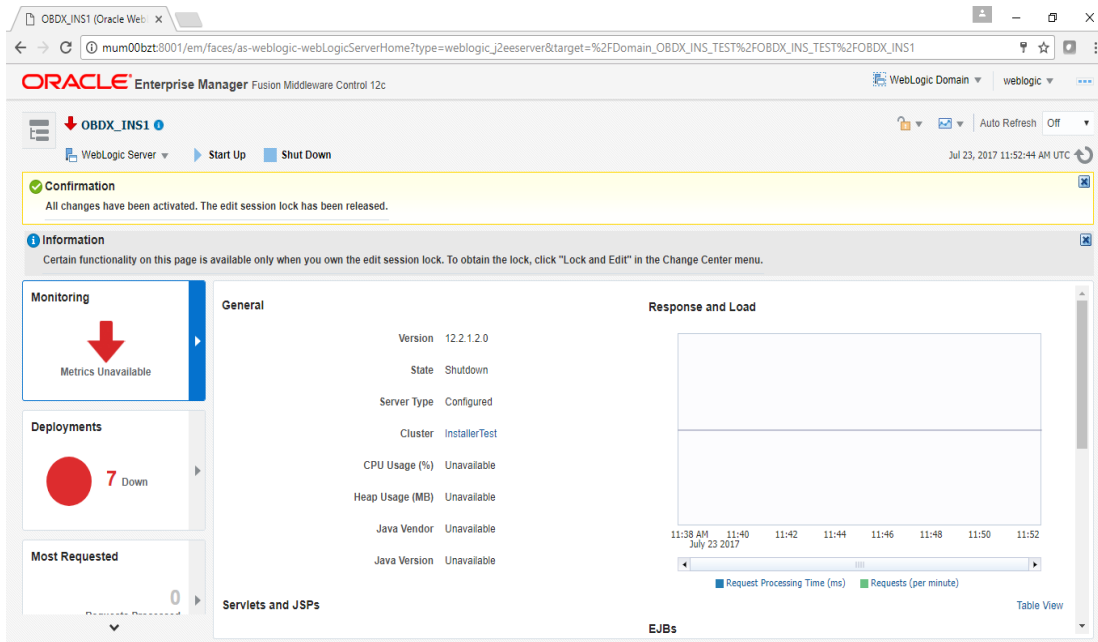 OBDX_INS1 (Oracle Web
mum00bzt:8001/em/faces/as-weblogic-webLogicServerHome?type=weblogic_j2eeserver&target=%2FDomain_OBDX_INS_TEST%2FOBDX_INS_TEST%2FOBDX_INS1
ORACLE Enterprise Manager Fusion Middleware Control 12c
WebLogic Domain
weblogic
OBDX_INS1
Auto Refresh Off
WebLogic Server
Start Up
Shut Down
Jul 23, 2017 11:52:44 AM UTC
Confirmation
All changes have been activated. The edit session lock has been released.
Information
Certain functionality on this page is available only when you own the edit session lock. To obtain the lock, click "Lock and Edit" in the Change Center menu.
Monitoring
Metrics Unavailable
Deployments
7 Down
Most Requested
0
Requests Processed
General
Version 12.2.1.2.0
State Shutdown
Server Type Configured
Cluster InstallerTest
CPU Usage (%) Unavailable
Heap Usage (MB) Unavailable
Java Vendor Unavailable
Java Version Unavailable
Servlets and JSPs
Response and Load
11:38 AM 11:40 11:42 11:44 11:46 11:48 11:50 11:52
July 23 2017
Request Processing Time (ms) Requests (per minute)
Table View
EJBs